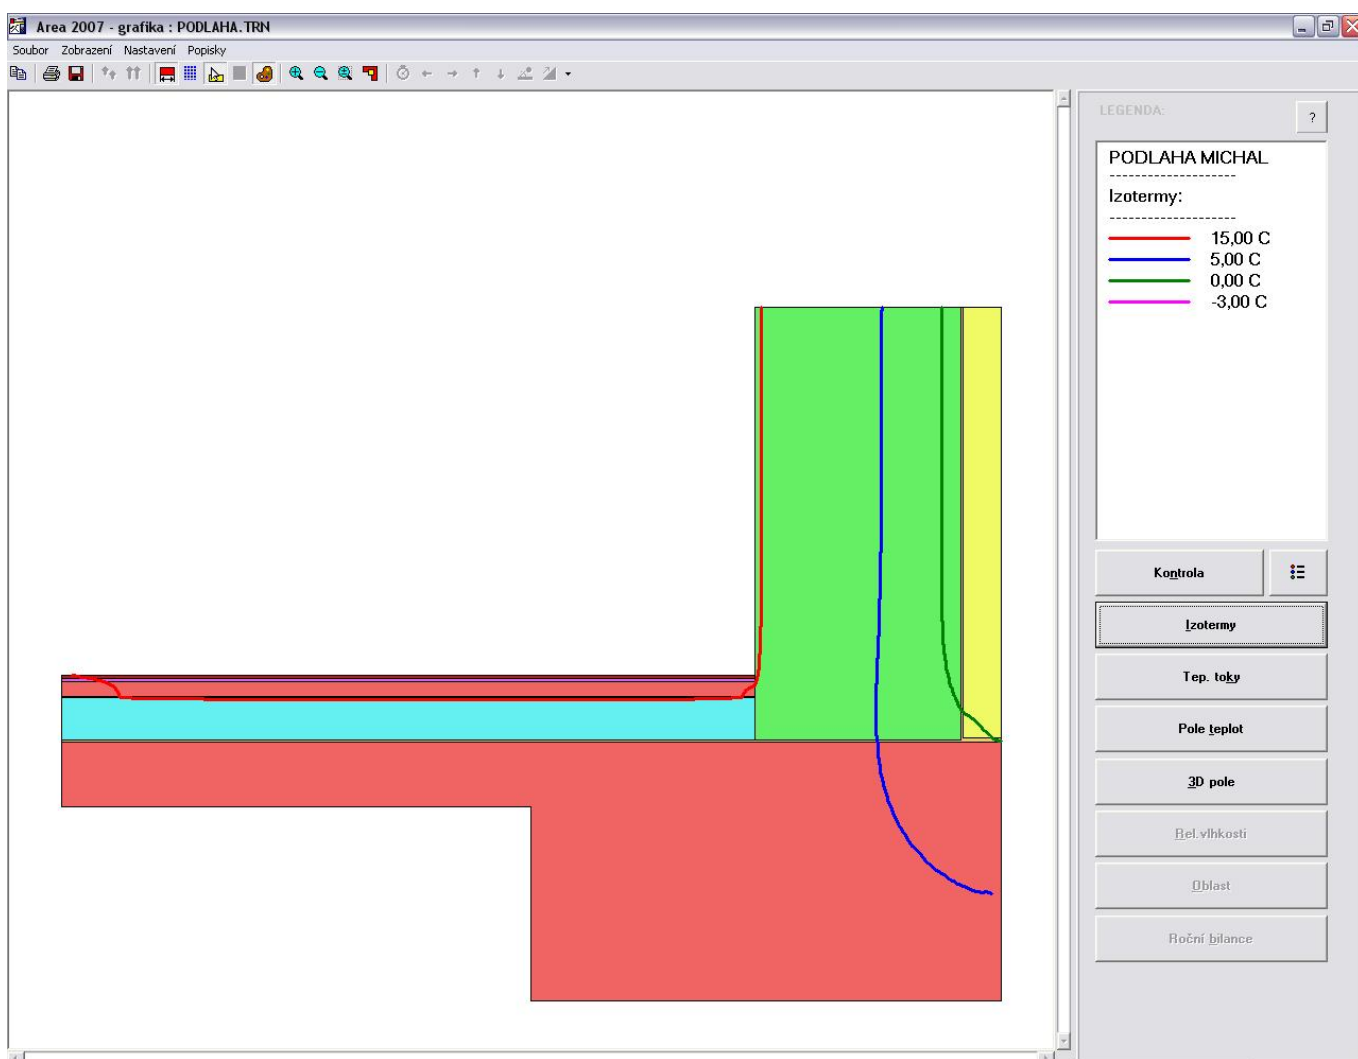 Area 2007 - grafika : PODLAHA.TRN
Soubor Zobrazení Nastavení Popisky
LEGENDA:
?
PODLAHA MICHAL
--------------------
Izotermy:
--------------------
15,00 C
5,00 C
0,00 C
-3,00 C
Kontrola
Izotermy
Tep. toky
Pole teplot
3D pole
Rel.vlhkosti
Oblast
Roční bilance